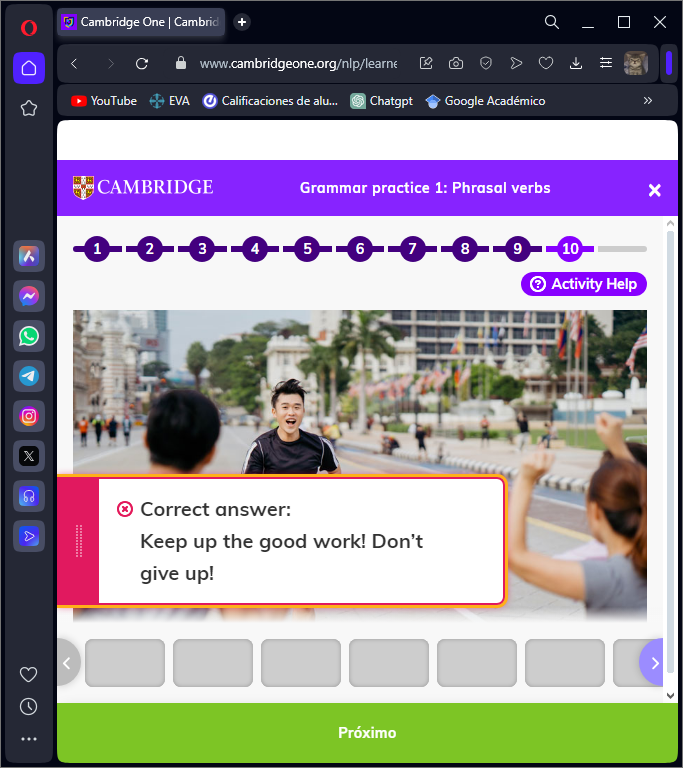 Cambridge One | Cambrid
www.cambridgeone.org/nlp/learne
YouTube EVA Calificaciones de alu... Chatgpt Google Académico
CAMBRIDGE
Grammar practice 1: Phrasal verbs
1 2 3 4 5 6 7 8 9 10
Activity Help
Correct answer:
Keep up the good work! Don’t
give up!
Próximo